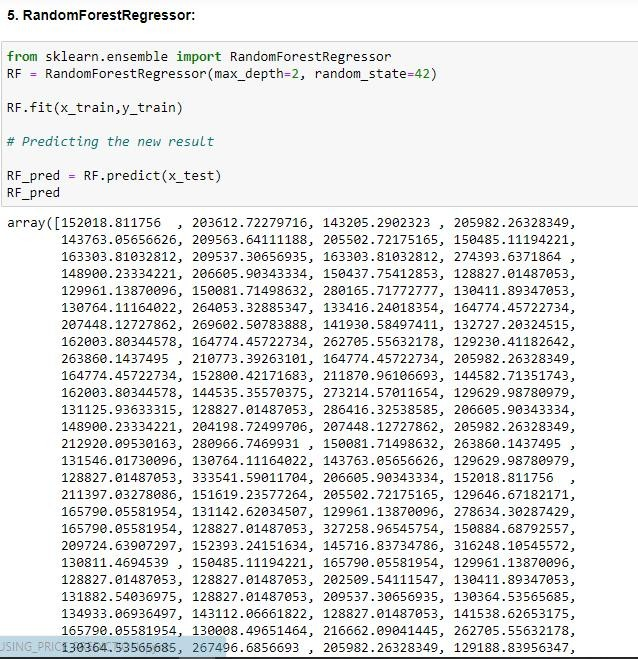 5. RandomForestRegressor:
from sklearn.ensemble import RandomForestRegressor
RF = RandomForestRegressor(max_depth=2, random_state=42)
RF.fit(x_train,y_train)
# Predicting the new result
RF_pred = RF.predict(x_test)
RF_pred
array([152018.811756  , 203612.72279716, 143205.2902323 , 205982.26328349,
143763.05656626, 209563.64111188, 205502.72175165, 150485.11194221,
163303.81032812, 209537.30656935, 163303.81032812, 274393.6371864 ,
148900.23334221, 206605.90343334, 150437.75412853, 128827.01487053,
129961.13870096, 150081.71498632, 280165.71772777, 130411.89347053,
130764.11164022, 264053.32885347, 133416.24018354, 164774.45722734,
207448.12727862, 269602.50783888, 141930.58497411, 132727.20324515,
162003.80344578, 164774.45722734, 262705.55632178, 129230.41182642,
263860.1437495 , 210773.39263101, 164774.45722734, 205982.26328349,
164774.45722734, 152800.42171683, 211870.96106693, 144582.71351743,
162003.80344578, 144535.35570375, 273214.57011654, 129629.98780979,
131125.93633315, 128827.01487053, 286416.32538585, 206605.90343334,
148900.23334221, 204198.72499706, 207448.12727862, 205982.26328349,
212920.09530163, 280966.7469931 , 150081.71498632, 263860.1437495 ,
131546.01730096, 130764.11164022, 143763.05656626, 129629.98780979,
128827.01487053, 333541.59011704, 206605.90343334, 152018.811756  ,
211397.03278086, 151619.23577264, 205502.72175165, 129646.67182171,
165790.05581954, 131142.62034507, 129961.13870096, 278634.30287429,
165790.05581954, 128827.01487053, 327258.96545754, 150884.68792557,
209724.63907297, 152393.24151634, 145716.83734786, 316248.10545572,
130811.4694539 , 150485.11194221, 165790.05581954, 129961.13870096,
128827.01487053, 128827.01487053, 202509.54111547, 130411.89347053,
131882.54036975, 128827.01487053, 209537.30656935, 130364.53565685,
134933.06936497, 143112.06661822, 128827.01487053, 141538.62653175,
165790.05581954, 130008.49651464, 216662.09041445, 262705.55632178,
130364.53565685, 267496.6856693 , 205982.26328349, 129188.83956347,